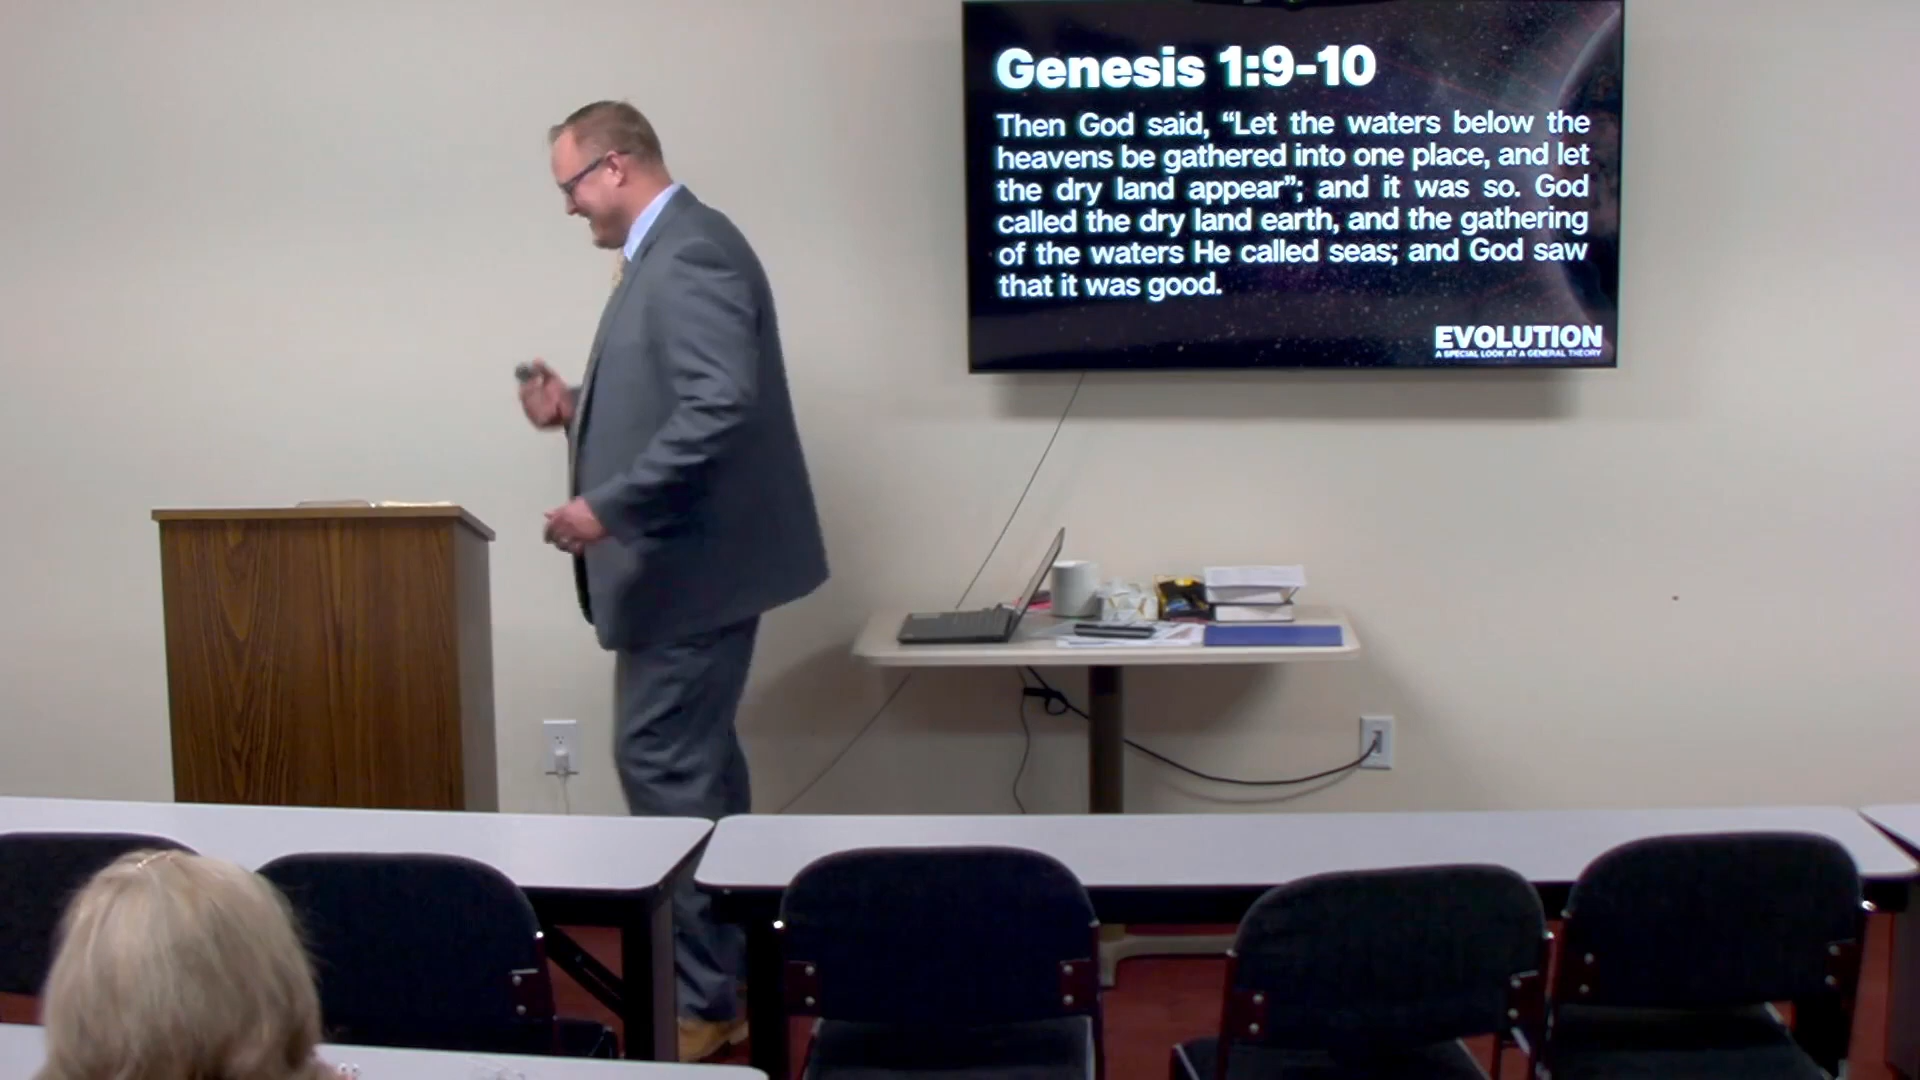 Genesis 1:9-10
Then God said, “Let the waters below the
heavens be gathered into one place, and let
the dry land appear”; and it was so. God
called the dry land earth, and the gathering
of the waters He called seas; and God saw
that it was good.
EVOLUTION
A SPECIAL LOOK AT A GENERAL THEORY